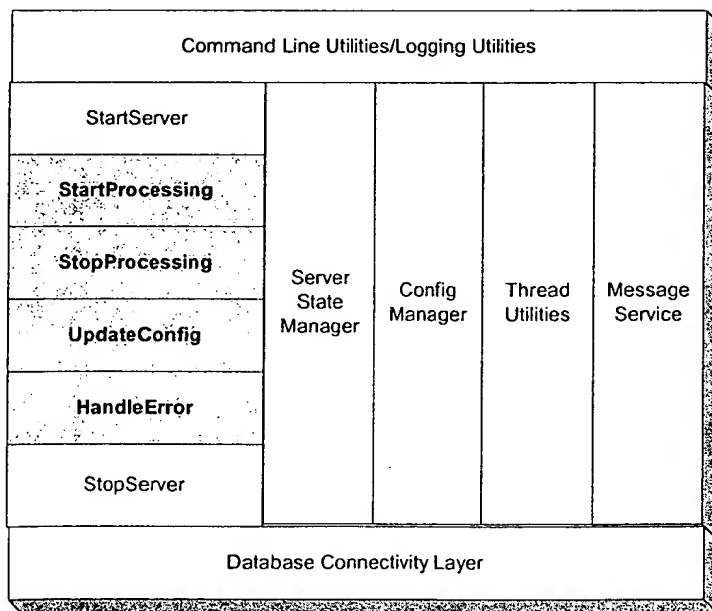 Command Line Utilities/Logging Utilities
StartServer
StartProcessing
StopProcessing
UpdateConfig
HandleError
StopServer
Server
State
Manager
Config
Manager
Thread
Utilities
Message
Service
Database Connectivity Layer